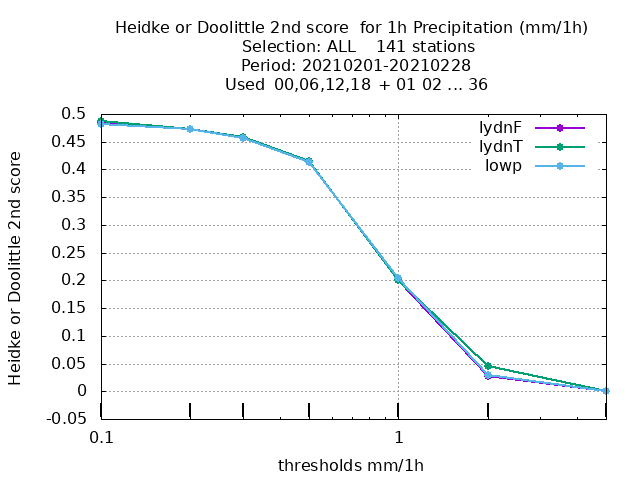 Heidke or Doolittle 2nd score  for 1h Precipitation (mm/1h)
Selection: ALL    141 stations
Period: 20210201-20210228
Used  00,06,12,18  + 01 02 ... 36
Heidke or Doolittle 2nd score
0.5
0.45
0.4
0.35
0.3
0.25
0.2
0.15
0.1
0.05
0
-0.05
lydnF
lydnT
lowp
0.1
1
thresholds mm/1h